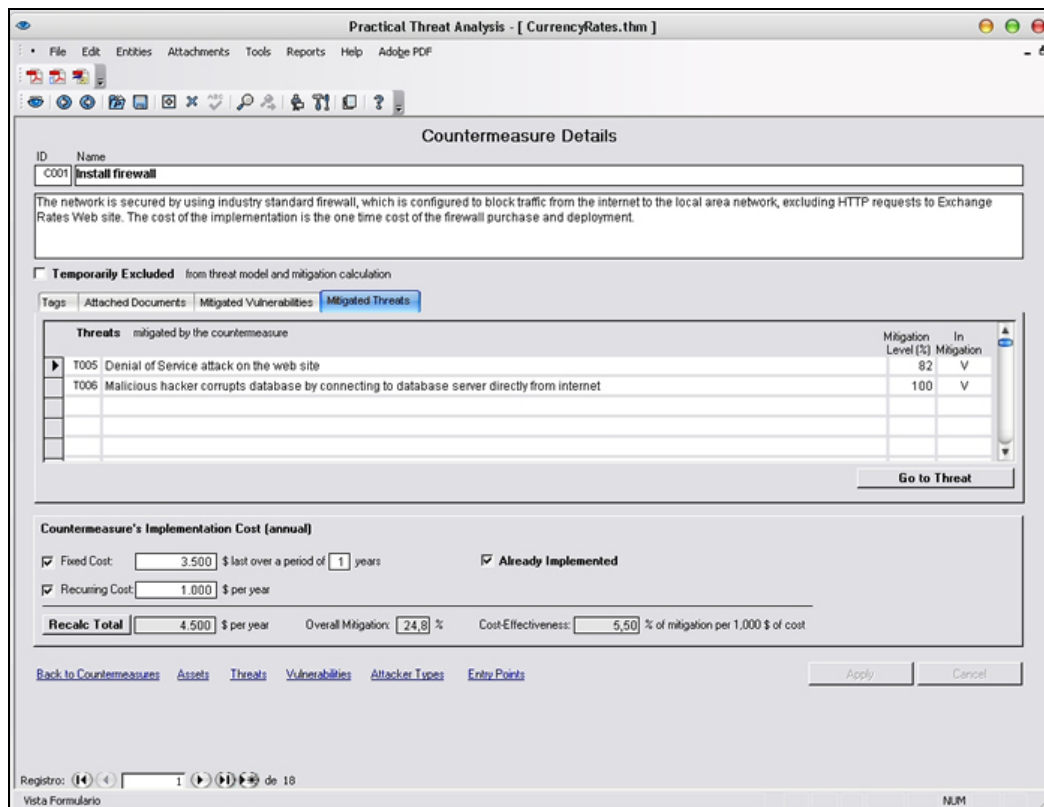 Practical Threat Analysis - [ CurrencyRates.thm ]
File Edit Entities Attachments Tools Reports Help Adobe PDF
ABC
Countermeasure Details
ID Name
C001 Install firewall
The network is secured by using industry standard firewall, which is configured to block traffic from the internet to the local area network, excluding HTTP requests to Exchange
Rates Web site. The cost of the implementation is the one time cost of the firewall purchase and deployment.
Temporarily Excluded from threat model and mitigation calculation
Tags Attached Documents Mitigated Vulnerabilities Mitigated Threats
Threats mitigated by the countermeasure Mitigation Level (%) In Mitigation
T005 Denial of Service attack on the web site 82 V
T006 Malicious hacker corrupts database by connecting to database server directly from internet 100 V
Go to Threat
Countermeasure's Implementation Cost (annual)
Fixed Cost: 3.500 $ last over a period of 1 years Already Implemented
Recurring Cost: 1.000 $ per year
Recalc Total 4.500 $ per year Overall Mitigation: 24,8 % Cost-Effectiveness: 5,50 % of mitigation per 1,000 $ of cost
Back to Countermeasures Assets Threats Vulnerabilities Attacker Types Entry Points Apply Cancel
Registro: 1 de 18
Vista Formulario NUM